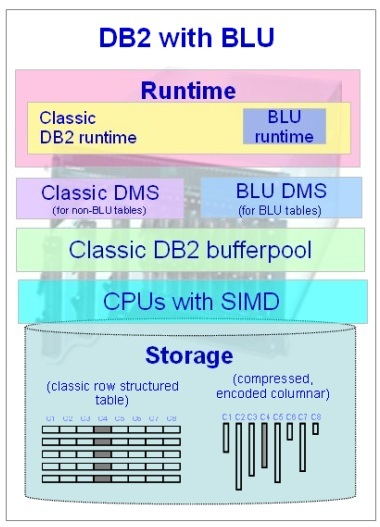 DB2 with BLU
Runtime
Classic
DB2 runtime
BLU
runtime
Classic DMS
(for non-BLU tables)
BLU DMS
(for BLU tables)
Classic DB2 bufferpool
CPUs with SIMD
Storage
(classic row structured
table)
(compressed,
encoded columnar)
C1 C2 C3 C4 C5 C6 C7 C8
C1 C2 C3 C4 C5 C6 C7 C8